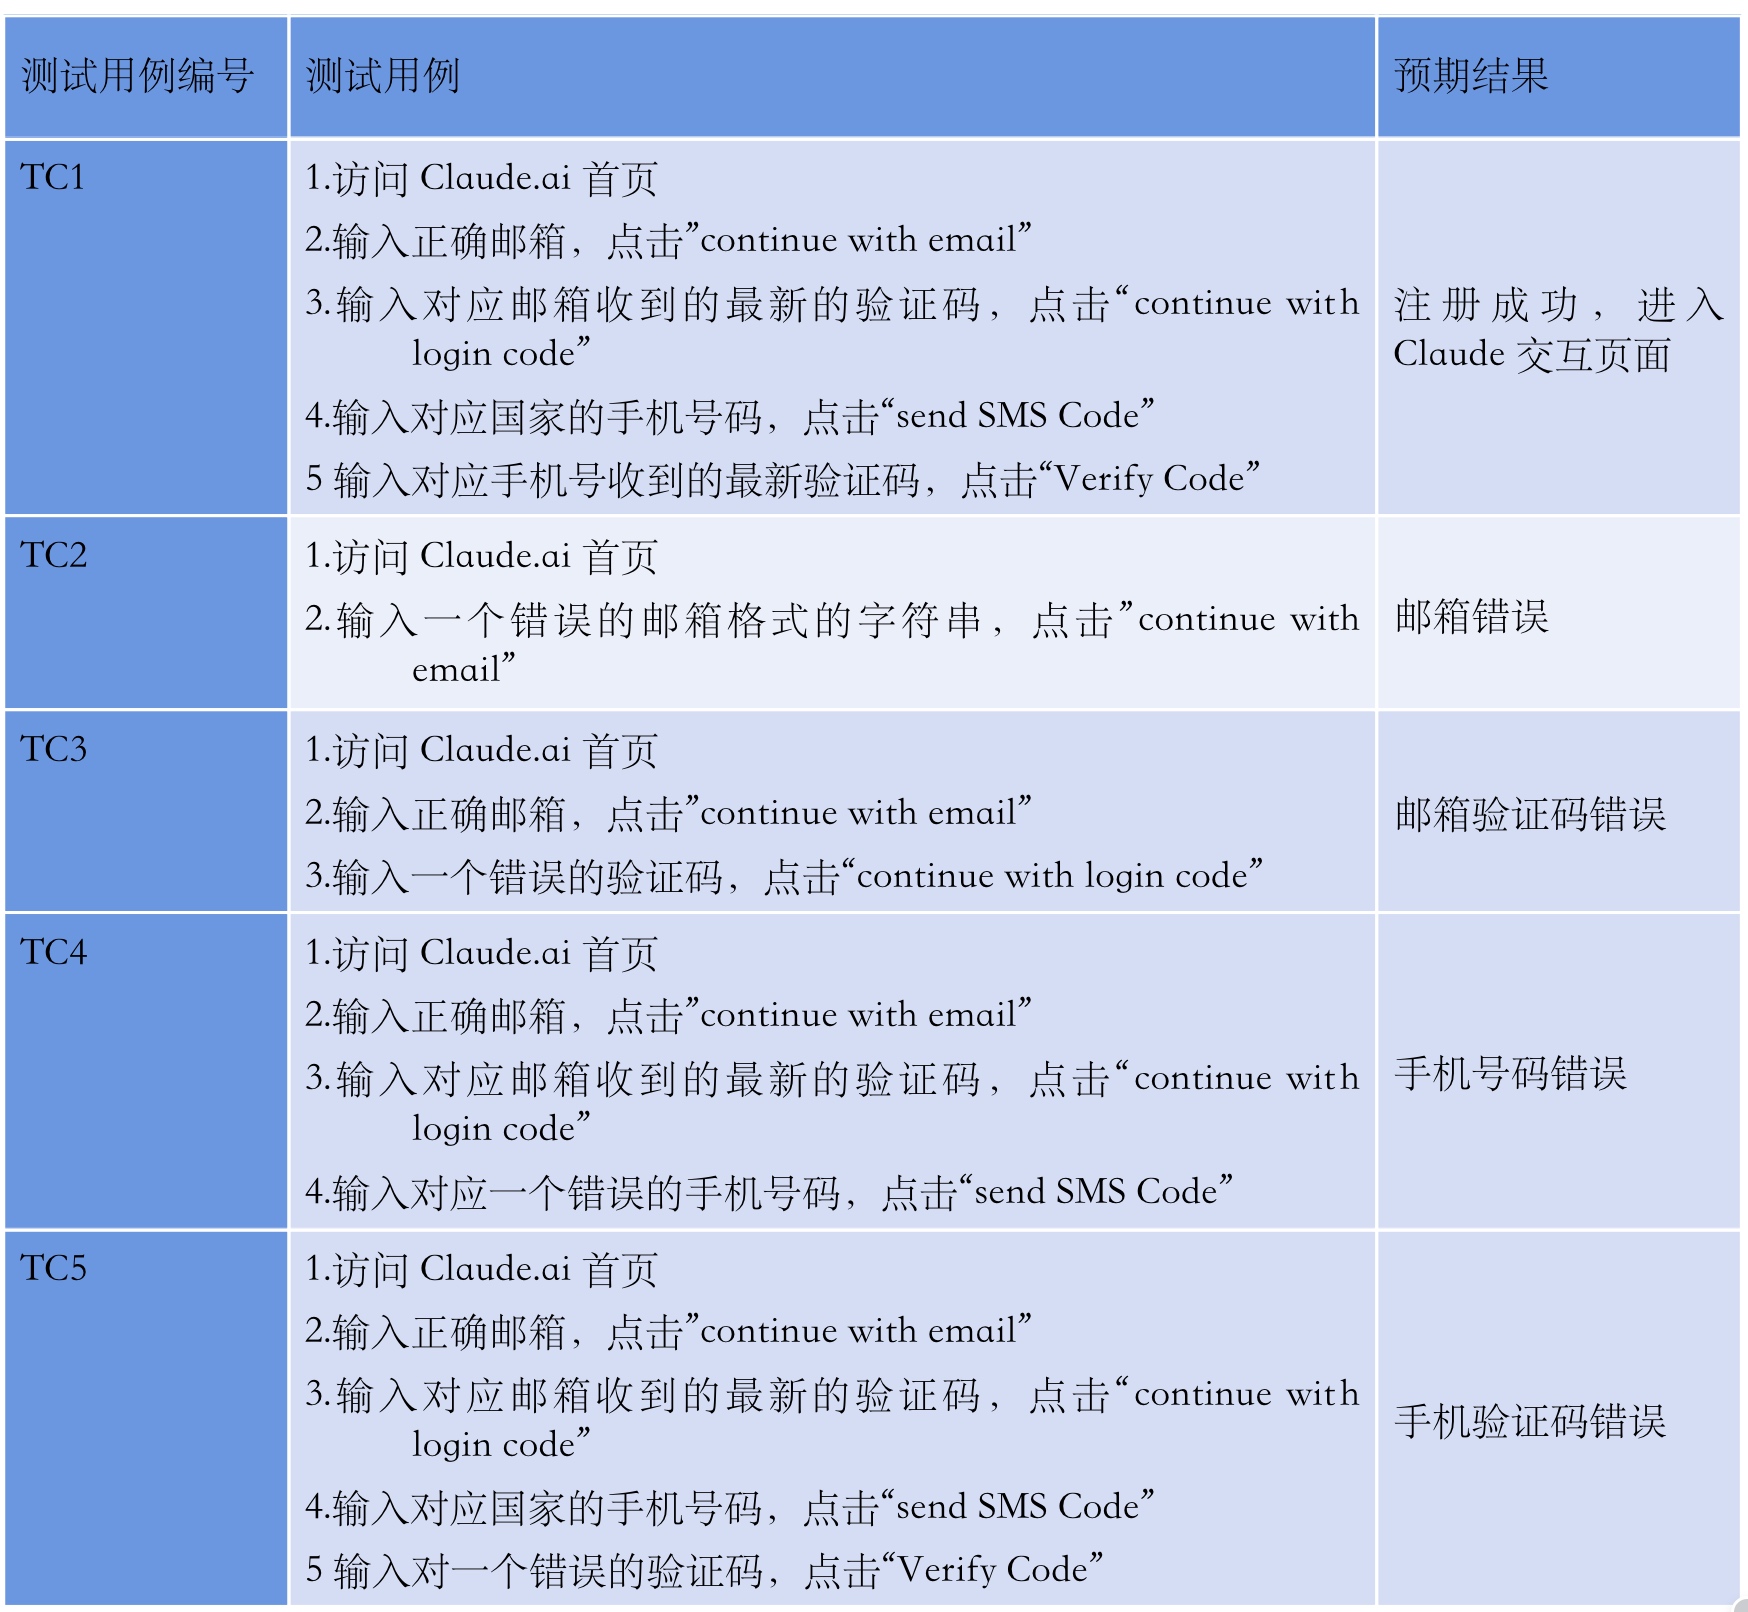 测试用例编号
测试用例
预期结果
TC1
1.访问 Claude.ai 首页
2.输入正确邮箱，点击”continue with email”
3.输入对应邮箱收到的最新的验证码，点击“continue with
login code”
4.输入对应国家的手机号码，点击“send SMS Code”
5 输入对应手机号收到的最新验证码，点击“Verify Code”
注册成功，进入
Claude 交互页面
TC2
1.访问 Claude.ai 首页
2.输入一个错误的邮箱格式的字符串，点击”continue with
email”
邮箱错误
TC3
1.访问 Claude.ai 首页
2.输入正确邮箱，点击”continue with email”
3.输入一个错误的验证码，点击“continue with login code”
邮箱验证码错误
TC4
1.访问 Claude.ai 首页
2.输入正确邮箱，点击”continue with email”
3.输入对应邮箱收到的最新的验证码，点击“continue with
login code”
4.输入对应一个错误的手机号码，点击“send SMS Code”
手机号码错误
TC5
1.访问 Claude.ai 首页
2.输入正确邮箱，点击”continue with email”
3.输入对应邮箱收到的最新的验证码，点击“continue with
login code”
4.输入对应国家的手机号码，点击“send SMS Code”
5 输入对一个错误的验证码，点击“Verify Code”
手机验证码错误